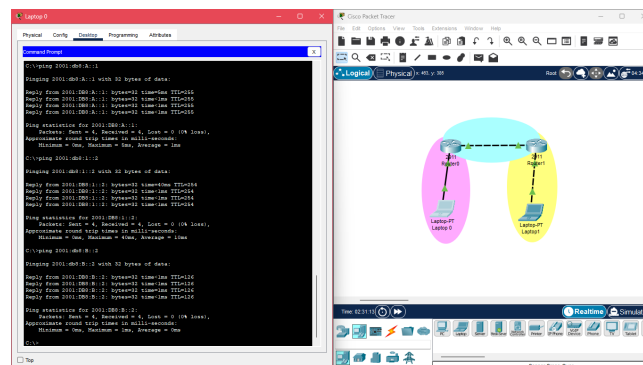 Laptop 0
Physical Config Desktop Programming Attributes
Command Prompt
X
C:\>ping 2001:db8:A::1
Pinging 2001:db8:A::1 with 32 bytes of data:
Reply from 2001:DB8:A::1: bytes=32 time=5ms TTL=255
Reply from 2001:DB8:A::1: bytes=32 time<1ms TTL=255
Reply from 2001:DB8:A::1: bytes=32 time<1ms TTL=255
Reply from 2001:DB8:A::1: bytes=32 time<1ms TTL=255
Ping statistics for 2001:DB8:A::1:
Packets: Sent = 4, Received = 4, Lost = 0 (0% loss),
Approximate round trip times in milli-seconds:
Minimum = 0ms, Maximum = 5ms, Average = 1ms
C:\>ping 2001:db8:1::2
Pinging 2001:db8:1::2 with 32 bytes of data:
Reply from 2001:DB8:1::2: bytes=32 time=40ms TTL=254
Reply from 2001:DB8:1::2: bytes=32 time<1ms TTL=254
Reply from 2001:DB8:1::2: bytes=32 time<1ms TTL=254
Reply from 2001:DB8:1::2: bytes=32 time<1ms TTL=254
Ping statistics for 2001:DB8:1::2:
Packets: Sent = 4, Received = 4, Lost = 0 (0% loss),
Approximate round trip times in milli-seconds:
Minimum = 0ms, Maximum = 40ms, Average = 10ms
C:\>ping 2001:db8:B::2
Pinging 2001:db8:B::2 with 32 bytes of data:
Reply from 2001:DB8:B::2: bytes=32 time<1ms TTL=126
Reply from 2001:DB8:B::2: bytes=32 time<1ms TTL=126
Reply from 2001:DB8:B::2: bytes=32 time<1ms TTL=126
Reply from 2001:DB8:B::2: bytes=32 time<1ms TTL=126
Ping statistics for 2001:DB8:B::2:
Packets: Sent = 4, Received = 4, Lost = 0 (0% loss),
Approximate round trip times in milli-seconds:
Minimum = 0ms, Maximum = 1ms, Average = 0ms
C:\>
Top
Cisco Packet Tracer
File Edit Options View Tools Extensions Window Help
Logical Physical x: 461, y: 385 Root
2911
Router0
2911
Router1
Laptop-PT
Laptop 0
Laptop-PT
Laptop1
Time: 02:31:13 Realtime Simulat